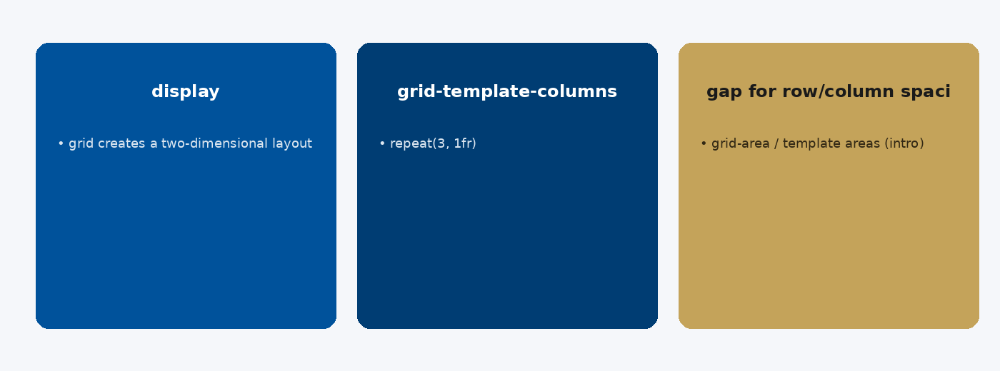 display
• grid creates a two-dimensional layout
grid-template-columns
• repeat(3, 1fr)
gap for row/column spaci
• grid-area / template areas (intro)